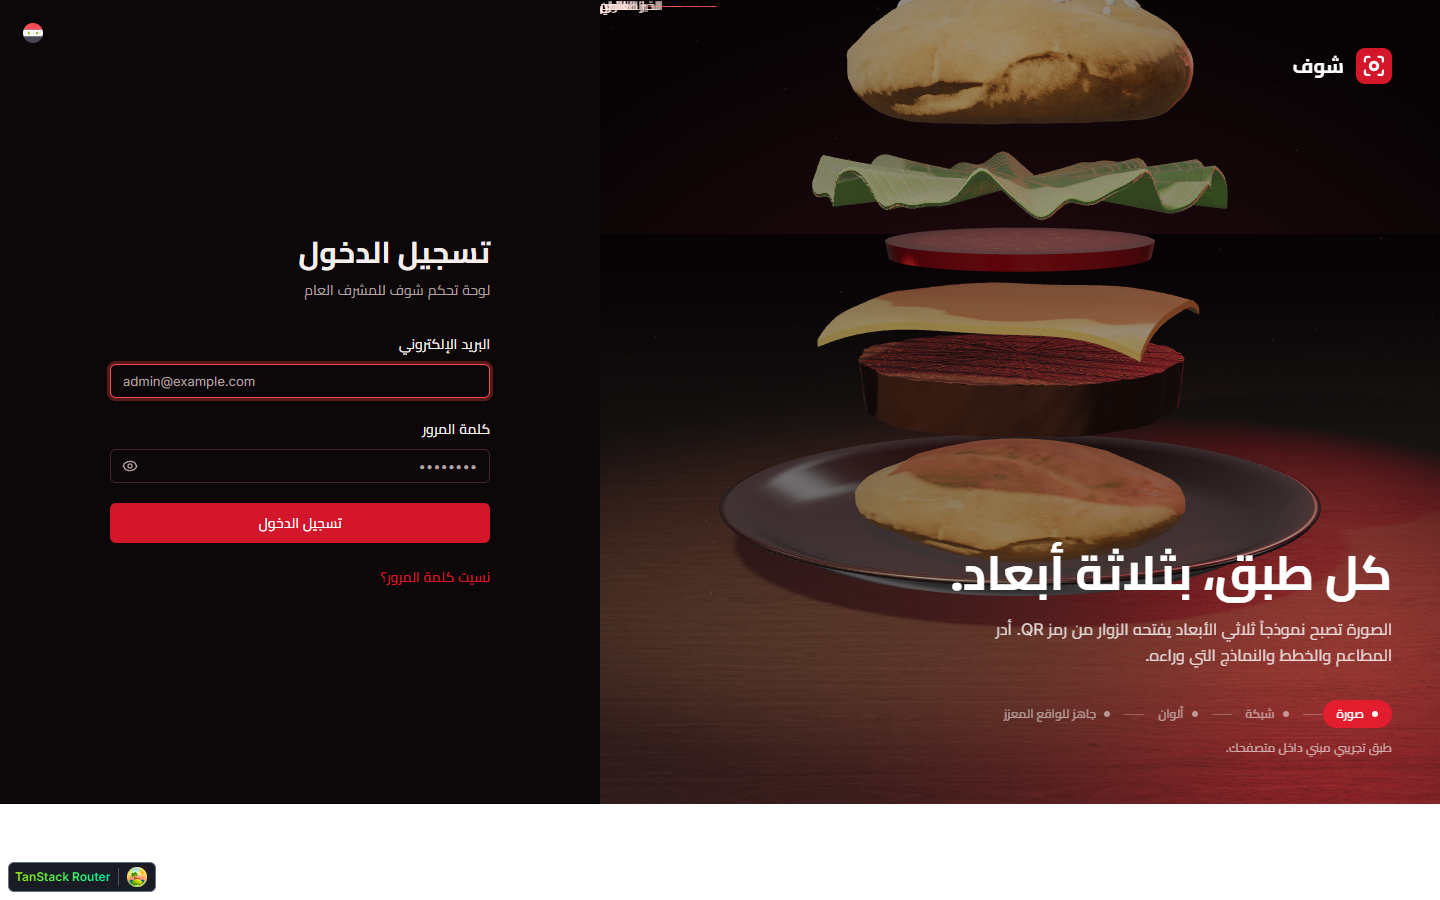 شوف
تسجيل الدخول
لوحة تحكم شوف للمشرف العام
البريد الإلكتروني
admin@example.com
كلمة المرور
تسجيل الدخول
نسيت كلمة المرور؟
كل طبق، بثلاثة أبعاد.
الصورة تصبح نموذجاً ثلاثي الأبعاد يفتحه الزوار من رمز QR. أدر
المطاعم والخطط والنماذج التي وراءه.
صورة شبكة ألوان جاهز للواقع المعزز
طبق تجريبي مبني داخل متصفحك.
TanStack Router